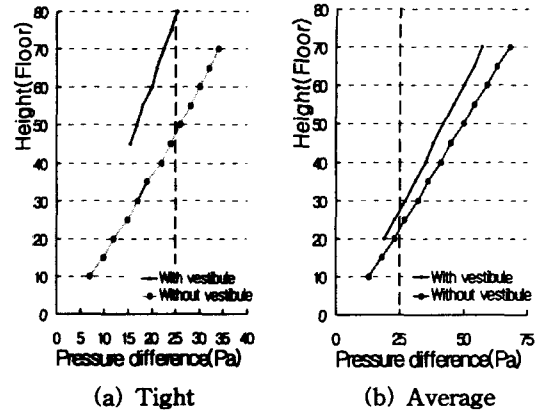 80
70
60
50
40
30
20
10
0
Height(Floor)
With vestibule
Without vestibule
0 5 10 15 20 25 30 35 40
Pressure difference(Pa)
(a) Tight
80
70
60
50
40
30
20
10
0
Height(Floor)
With vestibule
Without vestibule
0 25 50 75
Pressure difference(Pa)
(b) Average